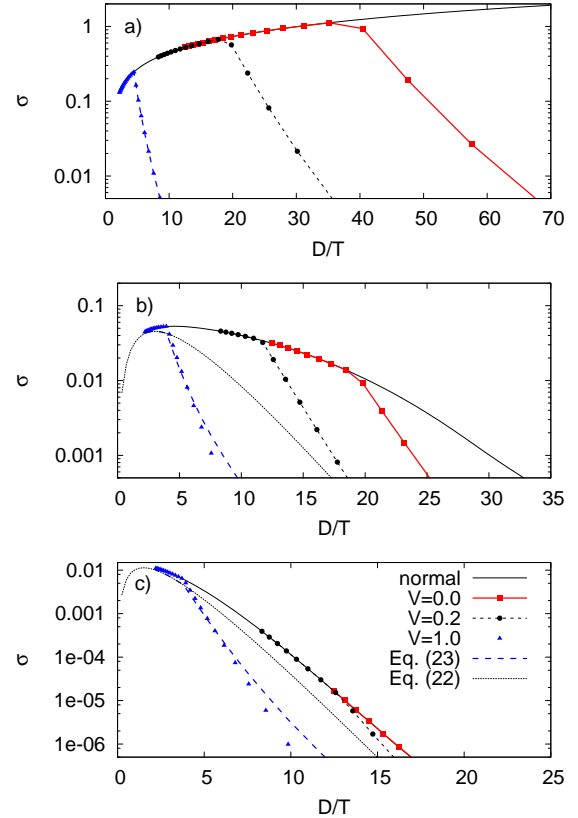 a)
σ
1
0.1
0.01
0 10 20 30 40 50 60 70
D/T
b)
σ
0.1
0.01
0.001
0 5 10 15 20 25 30 35
D/T
c)
σ
0.01
0.001
1e-04
1e-05
1e-06
normal
V=0.0
V=0.2
V=1.0
Eq. (23)
Eq. (22)
0 5 10 15 20 25
D/T